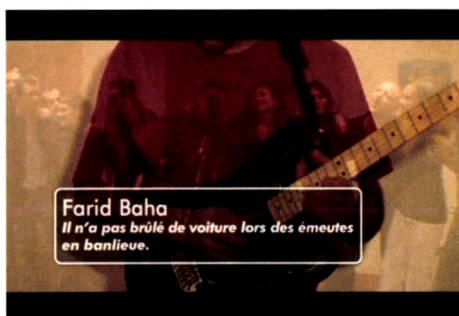 Farid Baha
Il n'a pas brûlé de voiture lors des émeutes
en banlieue.